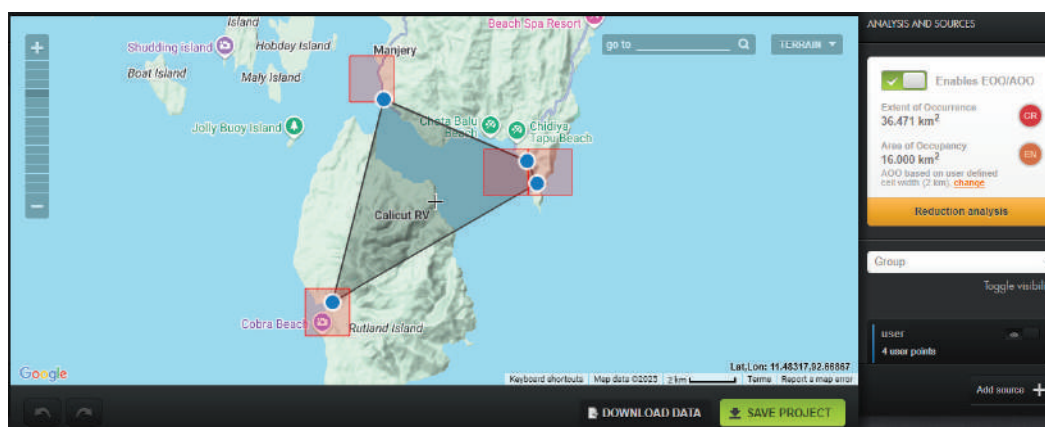 Island
Beach Spa Resort
Shudding island
Hobday Island
Manjery
go to
TERRAIN
Boat Island
Maly Island
Jolly Buoy Island
Chota Balu
Beach
Chidiya
Tapu Beach
Calicut RV
Cobra Beach
Rutland Island
Google
Lat,Lon: 11.48317,92.66867
Keyboard shortcuts
Map data ©2025
2 km
Terms
Report a map error
DOWNLOAD DATA
SAVE PROJECT
ANALYSIS AND SOURCES
Enables EOO/AOO
Extent of Occurrence
36.471 km²
CR
Area of Occupancy
16.000 km²
EN
AOO based on user defined
cell width (2 km), change
Reduction analysis
Group
Toggle visibili
user
4 user points
Add source +